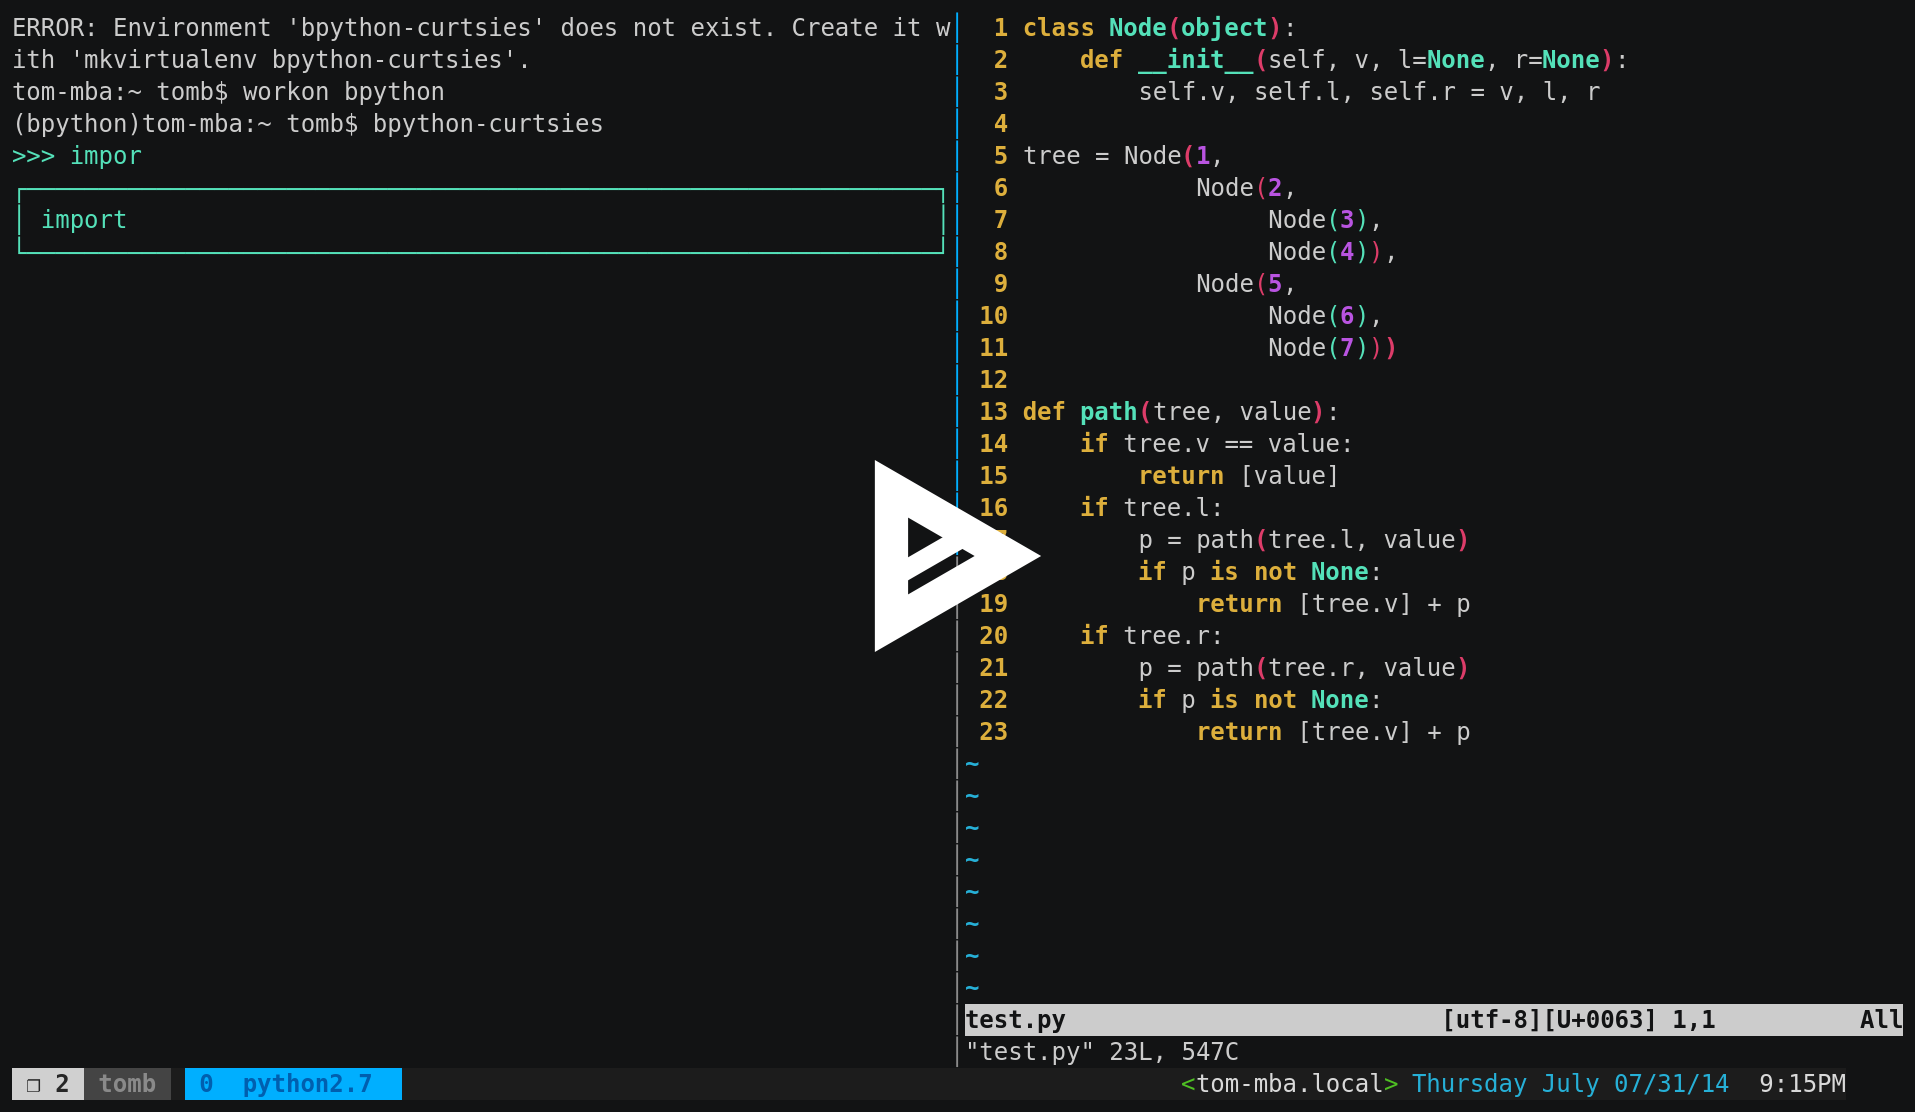 ERROR: Environment 'bpython-curtsies' does not exist. Create it w
ith 'mkvirtualenv bpython-curtsies'.
tom-mba:~ tomb$ workon bpython
(bpython)tom-mba:~ tomb$ bpython-curtsies
>>> impor
import
1 class Node(object):
2     def __init__(self, v, l=None, r=None):
3         self.v, self.l, self.r = v, l, r
4
5 tree = Node(1,
6             Node(2,
7                  Node(3),
8                  Node(4)),
9             Node(5,
10                  Node(6),
11                  Node(7)))
12
13 def path(tree, value):
14     if tree.v == value:
15         return [value]
16     if tree.l:
p = path(tree.l, value)
if p is not None:
19             return [tree.v] + p
20     if tree.r:
21         p = path(tree.r, value)
22         if p is not None:
23             return [tree.v] + p
~
~
~
~
~
~
~
~
test.py [utf-8][U+0063] 1,1 All
"test.py" 23L, 547C
❐ 2 tomb 0 python2.7 <tom-mba.local> Thursday July 07/31/14 9:15PM